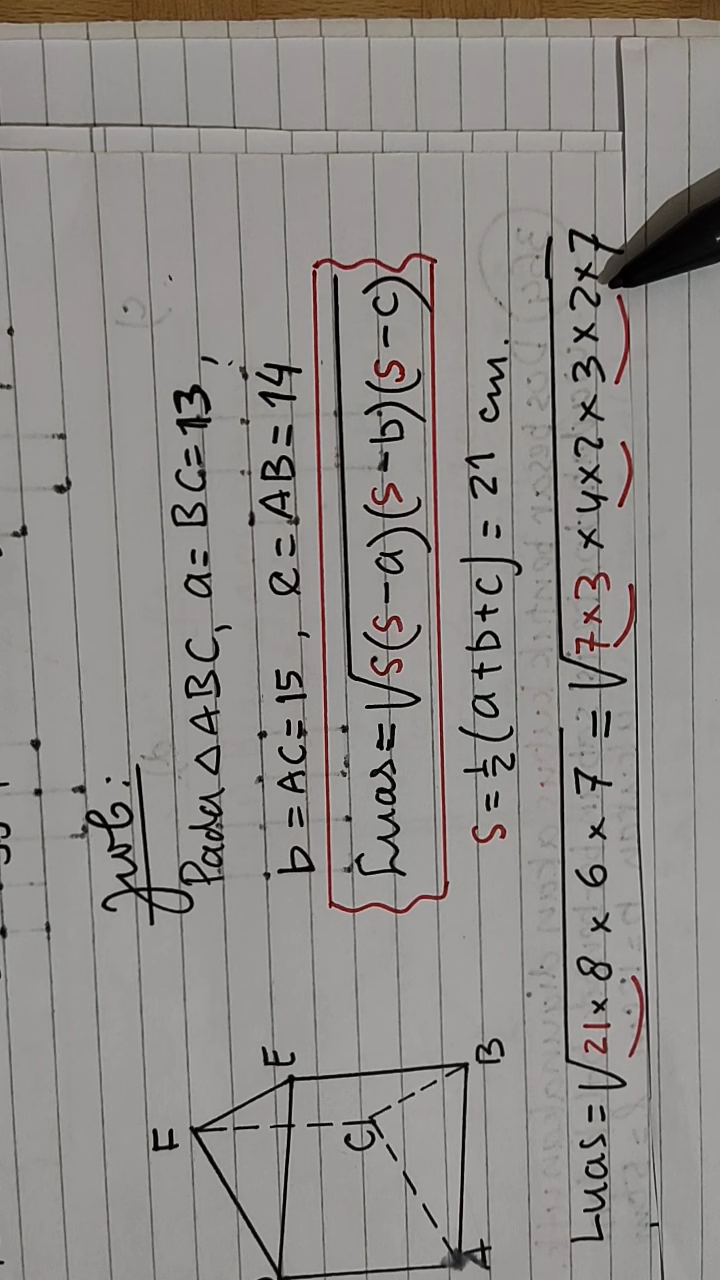 Jwb:
Pada △ABC, a = BC = 13,
b = AC = 15, c = AB = 14
Luas = √s(s-a)(s-b)(s-c)
s = ½(a+b+c) = 21 cm.
Luas = √21 × 8 × 6 × 7 = √7×3 × 4×2 × 3×2×7
F
E
C
B
A